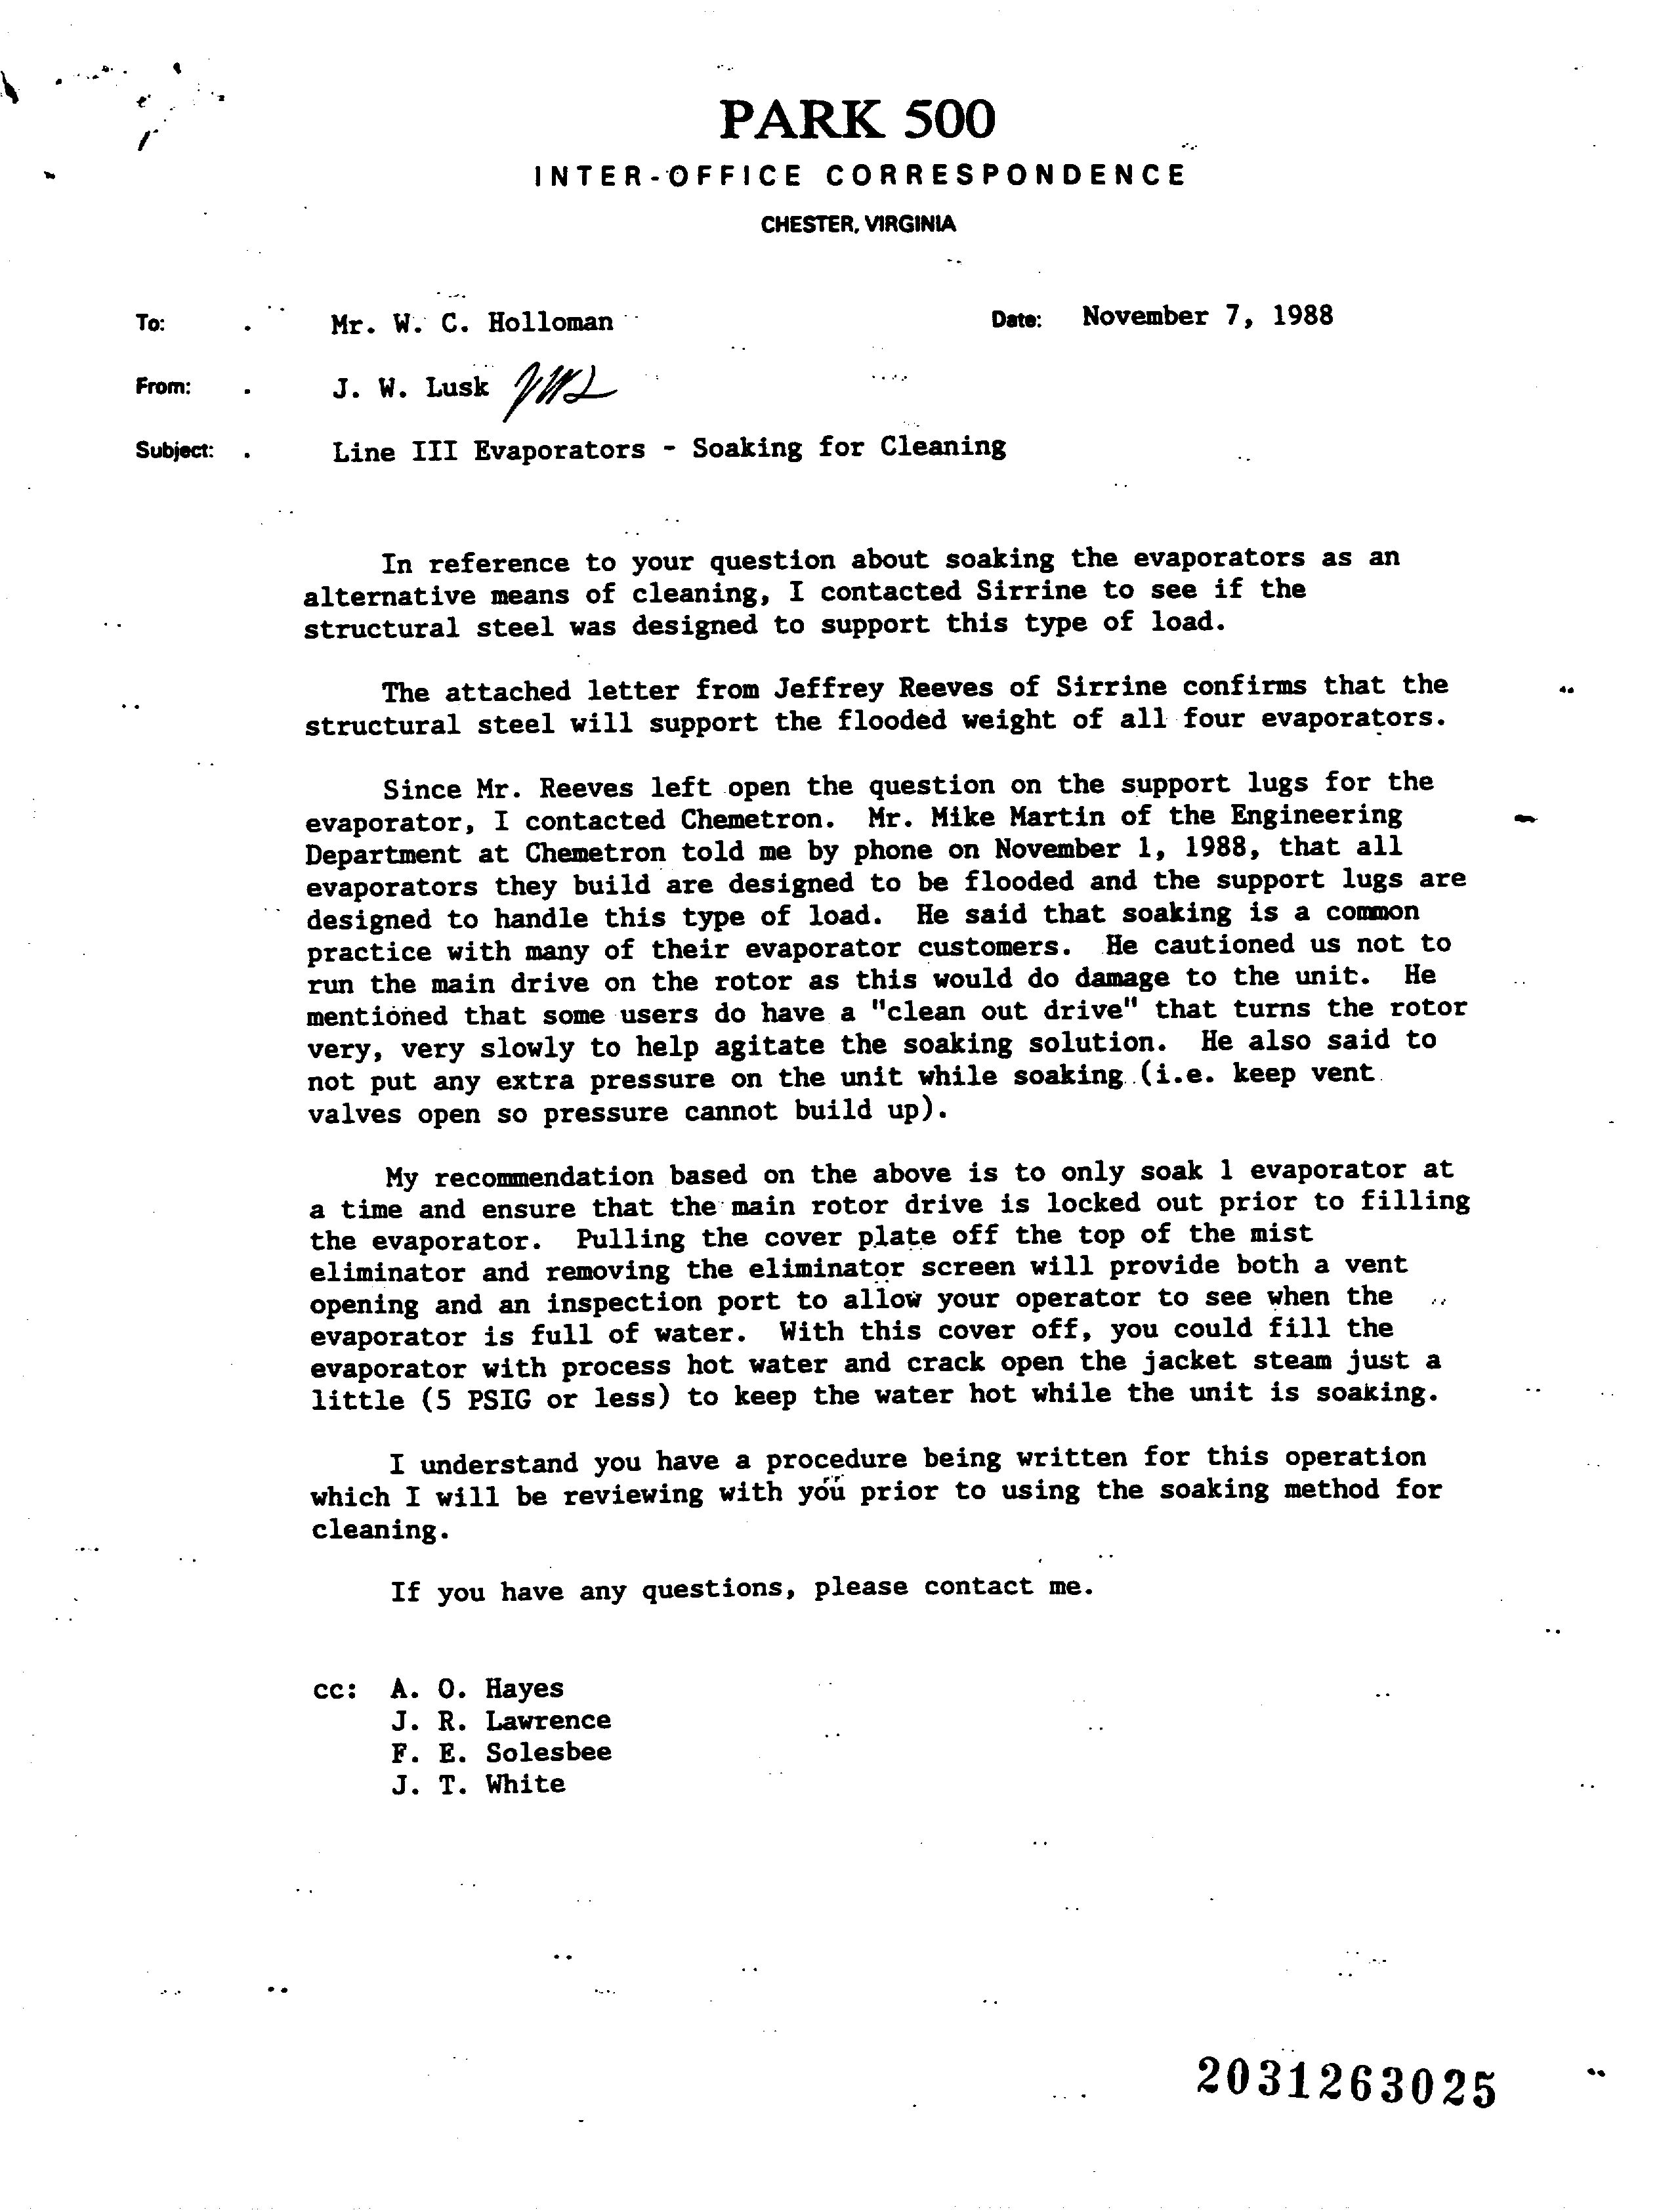 PARK 500
INTER-OFFICE CORRESPONDENCE
CHESTER, VIRGINIA
To: . Mr. W. C. Holloman Date: November 7, 1988
From: . J. W. Lusk JWL
Subject: . Line III Evaporators - Soaking for Cleaning
In reference to your question about soaking the evaporators as an
alternative means of cleaning, I contacted Sirrine to see if the
structural steel was designed to support this type of load.
The attached letter from Jeffrey Reeves of Sirrine confirms that the
structural steel will support the flooded weight of all four evaporators.
Since Mr. Reeves left open the question on the support lugs for the
evaporator, I contacted Chemetron. Mr. Mike Martin of the Engineering
Department at Chemetron told me by phone on November 1, 1988, that all
evaporators they build are designed to be flooded and the support lugs are
designed to handle this type of load. He said that soaking is a common
practice with many of their evaporator customers. He cautioned us not to
run the main drive on the rotor as this would do damage to the unit. He
mentioned that some users do have a "clean out drive" that turns the rotor
very, very slowly to help agitate the soaking solution. He also said to
not put any extra pressure on the unit while soaking (i.e. keep vent
valves open so pressure cannot build up).
My recommendation based on the above is to only soak 1 evaporator at
a time and ensure that the main rotor drive is locked out prior to filling
the evaporator. Pulling the cover plate off the top of the mist
eliminator and removing the eliminator screen will provide both a vent
opening and an inspection port to allow your operator to see when the
evaporator is full of water. With this cover off, you could fill the
evaporator with process hot water and crack open the jacket steam just a
little (5 PSIG or less) to keep the water hot while the unit is soaking.
I understand you have a procedure being written for this operation
which I will be reviewing with you prior to using the soaking method for
cleaning.
If you have any questions, please contact me.
cc: A. O. Hayes
J. R. Lawrence
F. E. Solesbee
J. T. White
2031263025